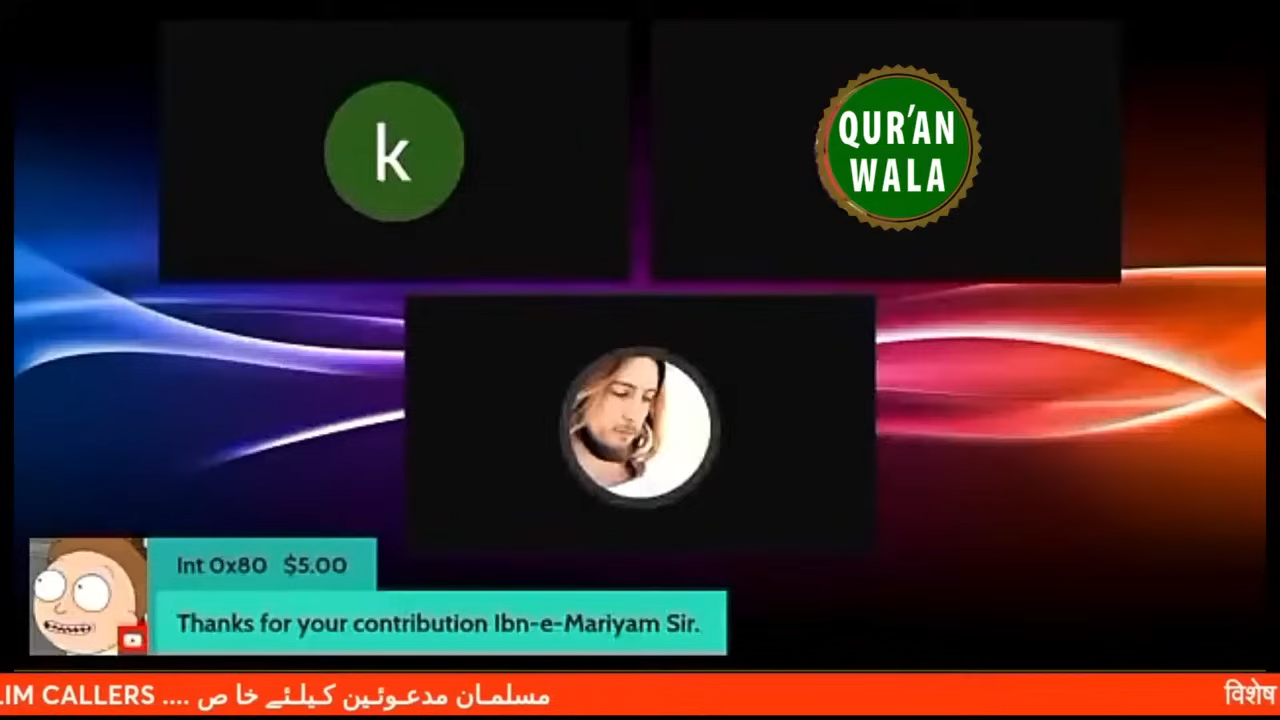 k
QUR'AN
WALA
Int 0x80 $5.00
Thanks for your contribution Ibn-e-Mariyam Sir.
LIM CALLERS .... مسلمان مدعوئین کیلئے خاص
विशेष